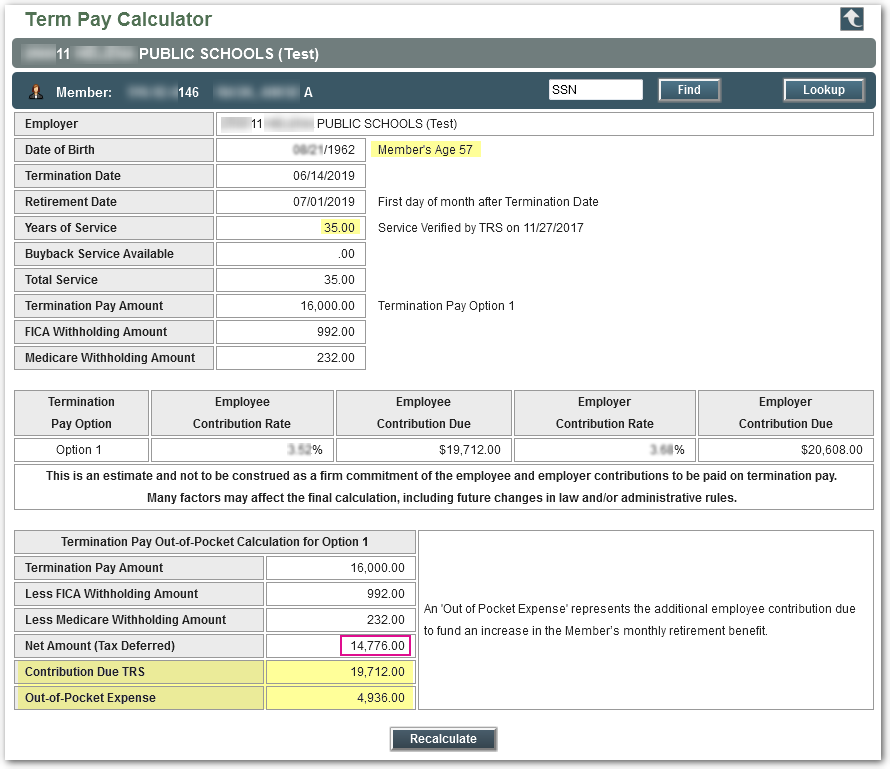 Term Pay Calculator
11 PUBLIC SCHOOLS (Test)
Member: 146 A SSN Find Lookup
Employer 11 PUBLIC SCHOOLS (Test)
Date of Birth /1962 Member's Age 57
Termination Date 06/14/2019
Retirement Date 07/01/2019 First day of month after Termination Date
Years of Service 35.00 Service Verified by TRS on 11/27/2017
Buyback Service Available .00
Total Service 35.00
Termination Pay Amount 16,000.00 Termination Pay Option 1
FICA Withholding Amount 992.00
Medicare Withholding Amount 232.00
Termination Employee Employee Employer Employer
Pay Option Contribution Rate Contribution Due Contribution Rate Contribution Due
Option 1 % $19,712.00 % $20,608.00
This is an estimate and not to be construed as a firm commitment of the employee and employer contributions to be paid on termination pay.
Many factors may affect the final calculation, including future changes in law and/or administrative rules.
Termination Pay Out-of-Pocket Calculation for Option 1
Termination Pay Amount 16,000.00
Less FICA Withholding Amount 992.00
Less Medicare Withholding Amount 232.00
Net Amount (Tax Deferred) 14,776.00
Contribution Due TRS 19,712.00
Out-of-Pocket Expense 4,936.00
An 'Out of Pocket Expense' represents the additional employee contribution due
to fund an increase in the Member's monthly retirement benefit.
Recalculate